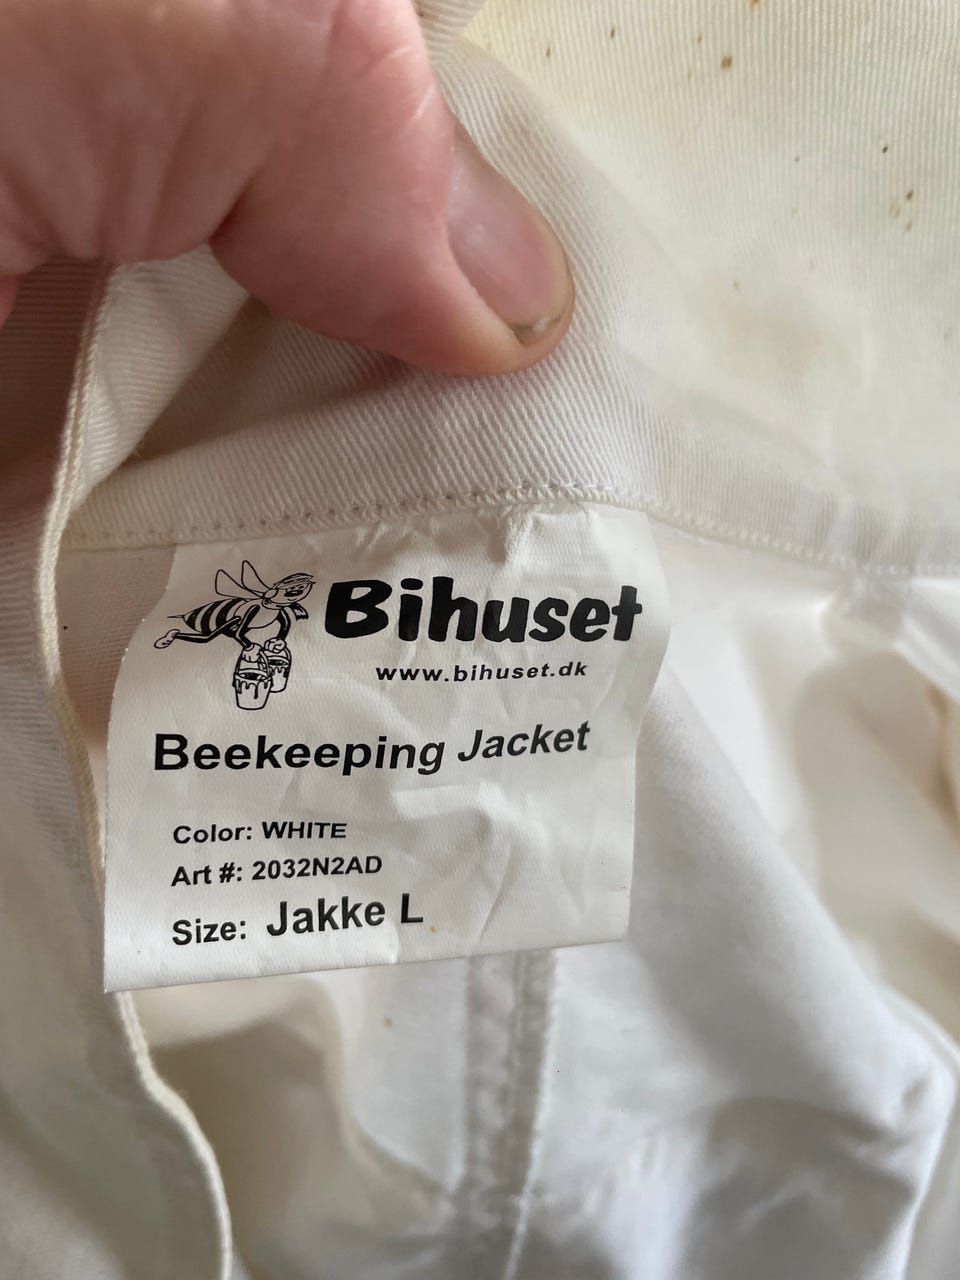 Bihuset
www.bihuset.dk
Beekeeping Jacket
Color: WHITE
Art #: 2032N2AD
Size: Jakke L